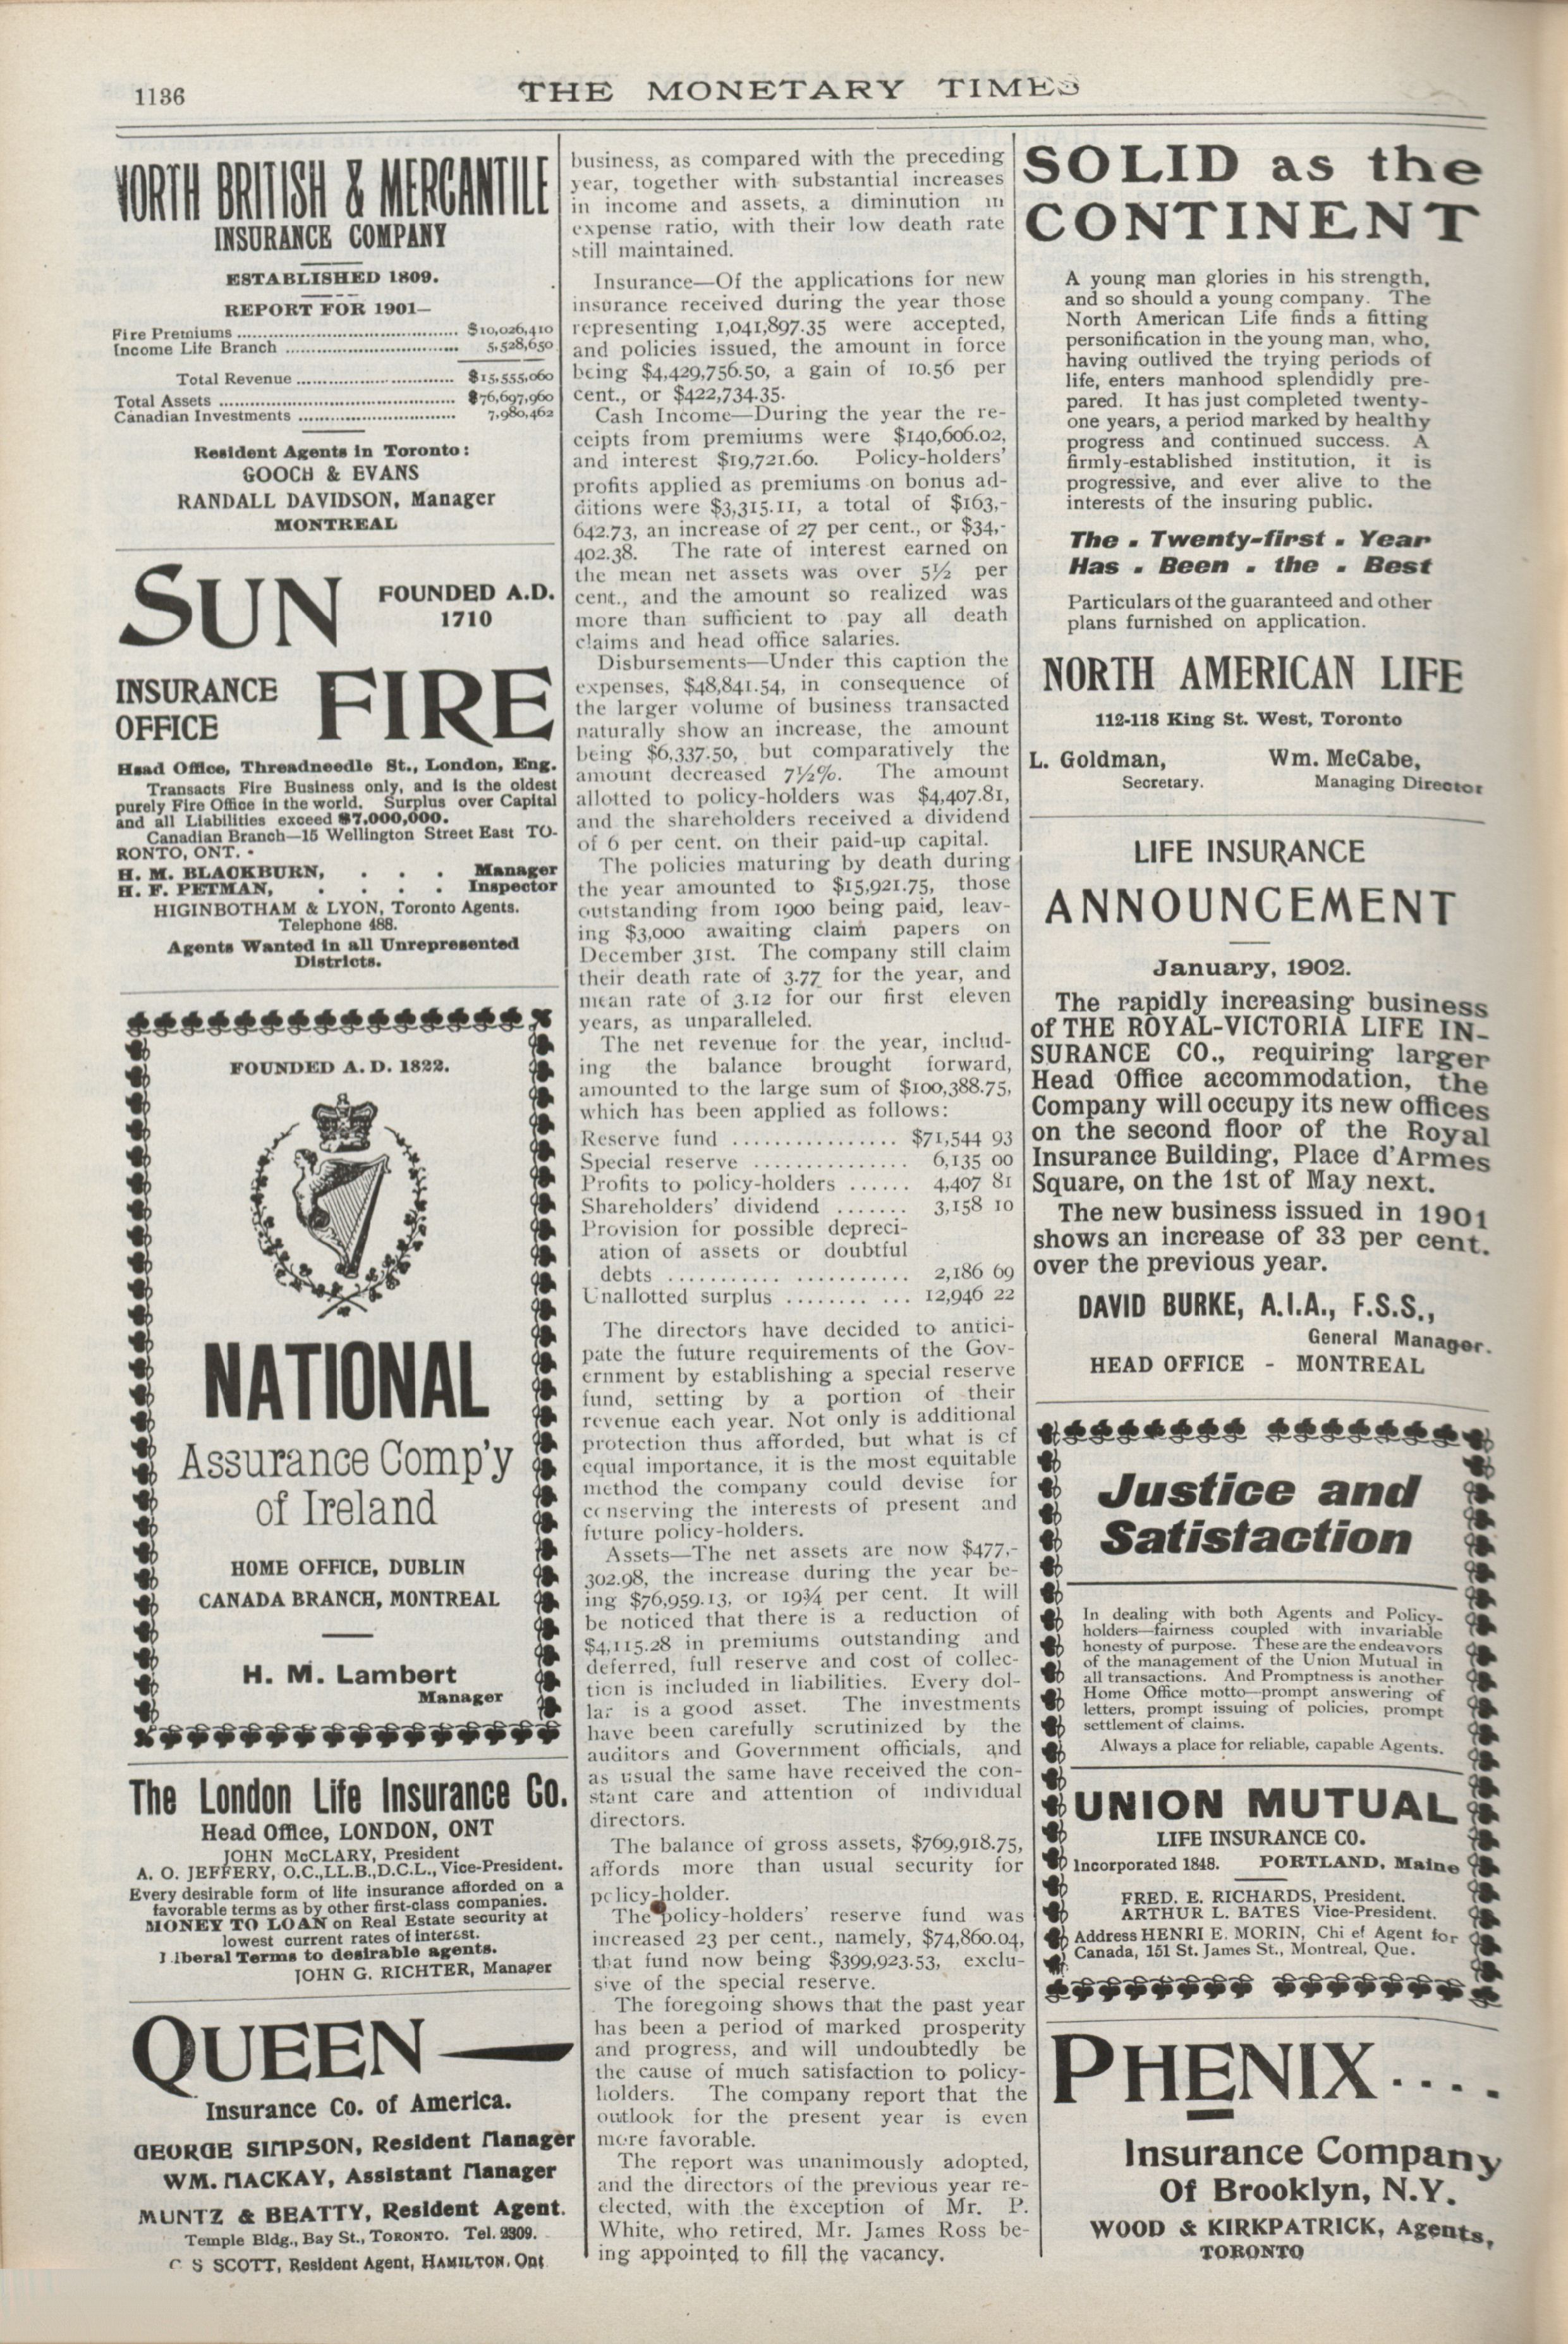 1136
THE MONETARY TIMES
NORTH BRITISH & MERCANTILE
INSURANCE COMPANY
ESTABLISHED 1809.
REPORT FOR 1901—
Fire Premiums ........................................ $10,026,410
Income Life Branch ................................ 5,528,650
Total Revenue ............................ $15,555,060
Total Assets ........................................... $76,697,960
Canadian Investments ............................ 7,980,462
Resident Agents in Toronto:
GOOCH & EVANS
RANDALL DAVIDSON, Manager
MONTREAL
SUN FOUNDED A.D.
1710
INSURANCE
OFFICE FIRE
Head Office, Threadneedle St., London, Eng.
Transacts Fire Business only, and is the oldest
purely Fire Office in the world. Surplus over Capital
and all Liabilities exceed $7,000,000.
Canadian Branch—15 Wellington Street East TO-
RONTO, ONT.
H. M. BLACKBURN, . . . Manager
H. F. PETMAN, . . . . Inspector
HIGINBOTHAM & LYON, Toronto Agents.
Telephone 488.
Agents Wanted in all Unrepresented
Districts.
FOUNDED A. D. 1822.
NATIONAL
Assurance Comp'y
of Ireland
HOME OFFICE, DUBLIN
CANADA BRANCH, MONTREAL
H. M. Lambert
Manager
The London Life Insurance Co.
Head Office, LONDON, ONT
JOHN McCLARY, President
A. O. JEFFERY, O.C.,LL.B.,D.C.L., Vice-President.
Every desirable form of life insurance afforded on a
favorable terms as by other first-class companies.
MONEY TO LOAN on Real Estate security at
lowest current rates of interest.
Liberal Terms to desirable agents.
JOHN G. RICHTER, Manager
QUEEN
Insurance Co. of America.
GEORGE SIMPSON, Resident Manager
WM. MACKAY, Assistant Manager
MUNTZ & BEATTY, Resident Agent.
Temple Bldg., Bay St., TORONTO. Tel. 2309.
C. S SCOTT, Resident Agent, HAMILTON, Ont
business, as compared with the preceding
year, together with substantial increases
in income and assets, a diminution in
expense ratio, with their low death rate
still maintained.
Insurance—Of the applications for new
insurance received during the year those
representing 1,041,897.35 were accepted,
and policies issued, the amount in force
being $4,429,756.50, a gain of 10.56 per
cent., or $422,734.35.
Cash Income—During the year the re-
ceipts from premiums were $140,606.02,
and interest $19,721.60. Policy-holders'
profits applied as premiums on bonus ad-
ditions were $3,315.11, a total of $163,-
642.73, an increase of 27 per cent., or $34,-
402.38. The rate of interest earned on
the mean net assets was over 5½ per
cent., and the amount so realized was
more than sufficient to pay all death
claims and head office salaries.
Disbursements—Under this caption the
expenses, $48,841.54, in consequence of
the larger volume of business transacted
naturally show an increase, the amount
being $6,337.50, but comparatively the
amount decreased 7½%. The amount
allotted to policy-holders was $4,407.81,
and the shareholders received a dividend
of 6 per cent. on their paid-up capital.
The policies maturing by death during
the year amounted to $15,921.75, those
outstanding from 1900 being paid, leav-
ing $3,000 awaiting claim papers on
December 31st. The company still claim
their death rate of 3.77 for the year, and
mean rate of 3.12 for our first eleven
years, as unparalleled.
The net revenue for the year, includ-
ing the balance brought forward,
amounted to the large sum of $100,388.75,
which has been applied as follows:
Reserve fund ................ $71,544 93
Special reserve ............... 6,135 00
Profits to policy-holders ...... 4,407 81
Shareholders' dividend ....... 3,158 10
Provision for possible depreci-
ation of assets or doubtful
debts ........... ........... 2,186 69
Unallotted surplus ........ ... 12,946 22
The directors have decided to antici-
pate the future requirements of the Gov-
ernment by establishing a special reserve
fund, setting by a portion of their
revenue each year. Not only is additional
protection thus afforded, but what is of
equal importance, it is the most equitable
method the company could devise for
conserving the interests of present and
future policy-holders.
Assets—The net assets are now $477,-
302.98, the increase during the year be-
ing $76,959.13, or 19¾ per cent. It will
be noticed that there is a reduction of
$4,115.28 in premiums outstanding and
deferred, full reserve and cost of collec-
tion is included in liabilities. Every dol-
lar is a good asset. The investments
have been carefully scrutinized by the
auditors and Government officials, and
as usual the same have received the con-
stant care and attention of individual
directors.
The balance of gross assets, $769,918.75,
affords more than usual security for
policy-holder.
The policy-holders' reserve fund was
increased 23 per cent., namely, $74,860.04,
that fund now being $399,923.53, exclu-
sive of the special reserve.
The foregoing shows that the past year
has been a period of marked prosperity
and progress, and will undoubtedly be
the cause of much satisfaction to policy-
holders. The company report that the
outlook for the present year is even
more favorable.
The report was unanimously adopted,
and the directors of the previous year re-
elected, with the exception of Mr. P.
White, who retired, Mr. James Ross be-
ing appointed to fill the vacancy.
SOLID as the
CONTINENT
A young man glories in his strength,
and so should a young company. The
North American Life finds a fitting
personification in the young man, who,
having outlived the trying periods of
life, enters manhood splendidly pre-
pared. It has just completed twenty-
one years, a period marked by healthy
progress and continued success. A
firmly-established institution, it is
progressive, and ever alive to the
interests of the insuring public.
The . Twenty-first . Year
Has . Been . the . Best
Particulars of the guaranteed and other
plans furnished on application.
NORTH AMERICAN LIFE
112-118 King St. West, Toronto
L. Goldman, Wm. McCabe,
Secretary. Managing Director
LIFE INSURANCE
ANNOUNCEMENT
January, 1902.
The rapidly increasing business
of THE ROYAL-VICTORIA LIFE IN-
SURANCE CO., requiring larger
Head Office accommodation, the
Company will occupy its new offices
on the second floor of the Royal
Insurance Building, Place d'Armes
Square, on the 1st of May next.
The new business issued in 1901
shows an increase of 33 per cent.
over the previous year.
DAVID BURKE, A.I.A., F.S.S.,
General Manager.
HEAD OFFICE - MONTREAL
Justice and
Satisfaction
In dealing with both Agents and Policy-
holders—fairness coupled with invariable
honesty of purpose. These are the endeavors
of the management of the Union Mutual in
all transactions. And Promptness is another
Home Office motto—prompt answering of
letters, prompt issuing of policies, prompt
settlement of claims.
Always a place for reliable, capable Agents.
UNION MUTUAL
LIFE INSURANCE CO.
Incorporated 1848. PORTLAND, Maine
FRED. E. RICHARDS, President.
ARTHUR L. BATES Vice-President.
Address HENRI E. MORIN, Chi ef Agent for
Canada, 151 St. James St., Montreal, Que.
PHENIX....
Insurance Company
Of Brooklyn, N.Y.
WOOD & KIRKPATRICK, Agents,
TORONTO